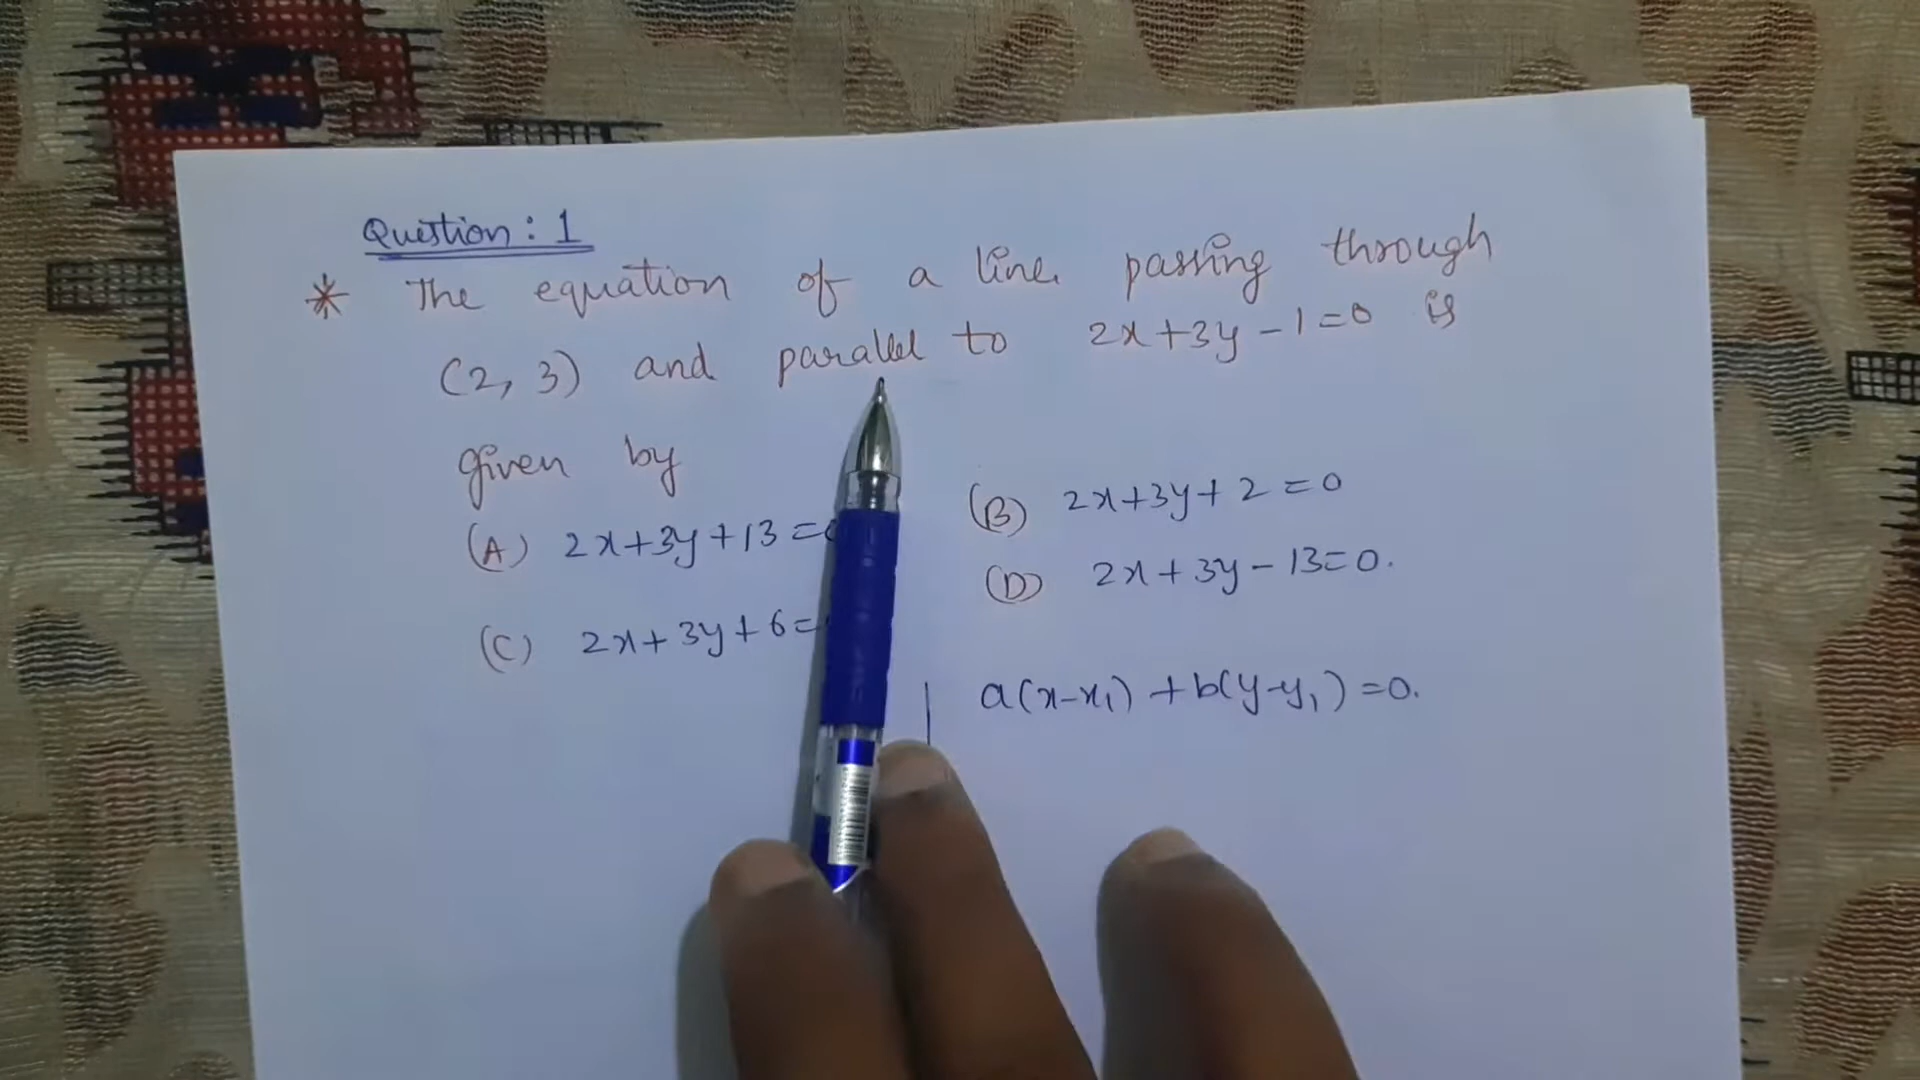 Question : 1
* The equation of a line passing through
(2, 3) and parallel to 2x+3y-1=0 is
given by
(A) 2x+3y+13=0
(B) 2x+3y+2=0
(C) 2x+3y+6=
(D) 2x+3y-13=0.
a(x-x₁)+b(y-y₁)=0.